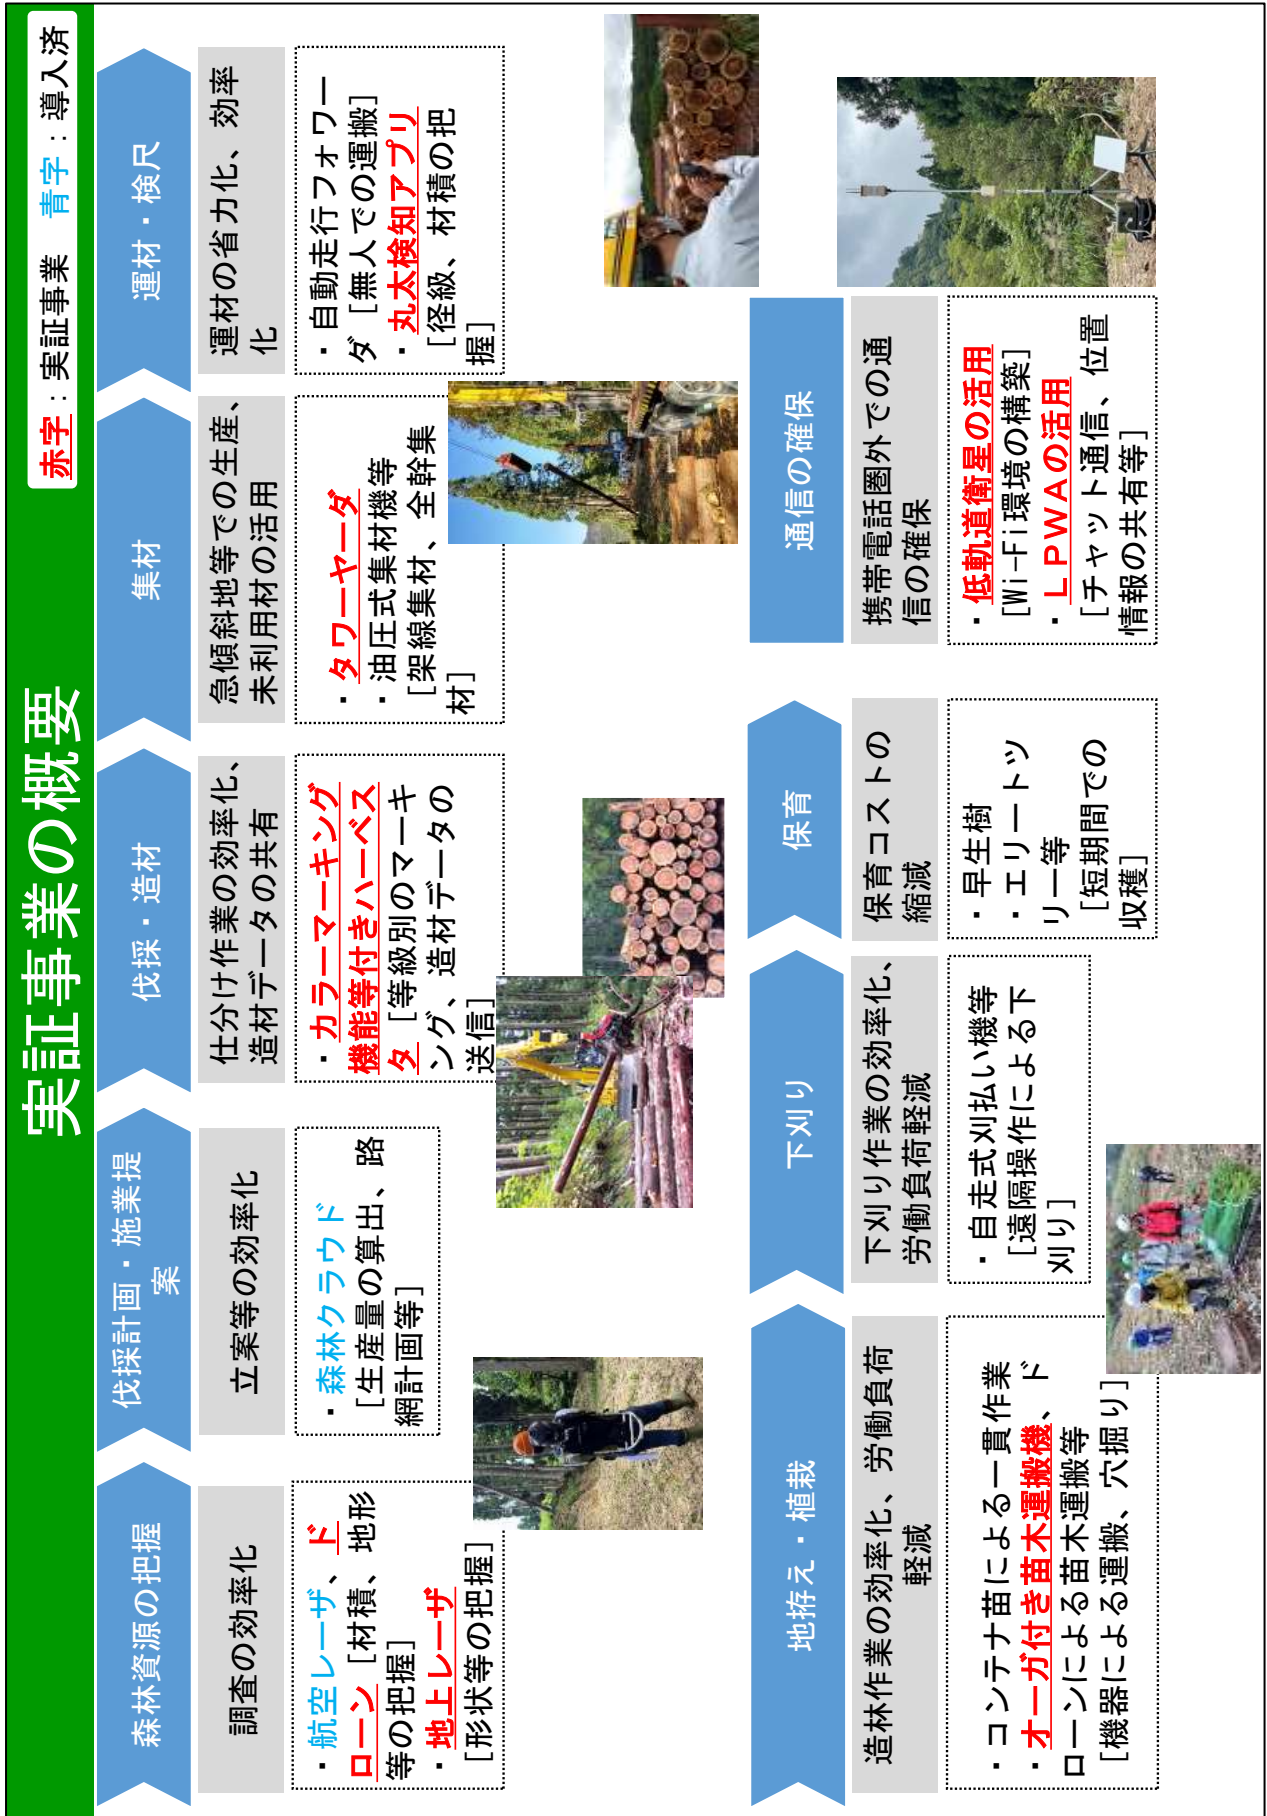 実証事業の概要
赤字：実証事業　青字：導入済
森林資源の把握
調査の効率化
・航空レーザ、ド
ローン［材積、地形
等の把握］
・地上レーザ
［形状等の把握］
伐採計画・施業提
案
立案等の効率化
・森林クラウド
［生産量の算出、路
網計画等］
伐採・造材
仕分け作業の効率化、
造材データの共有
・カラーマーキング
機能等付きハーベス
タ［等級別のマーキ
ング、造材データの
送信］
集材
急傾斜地等での生産、
未利用材の活用
・タワーヤーダ
・油圧式集材機等
［架線集材、全幹集
材］
運材・検尺
運材の省力化、効率
化
・自動走行フォワー
ダ［無人での運搬］
・丸太検知アプリ
［径級、材積の把
握］
地拵え・植栽
造林作業の効率化、労働負荷
軽減
・コンテナ苗による一貫作業
・オーガ付き苗木運搬機、ド
ローンによる苗木運搬等
［機器による運搬、穴掘り］
下刈り
下刈り作業の効率化、
労働負荷軽減
・自走式刈払い機等
［遠隔操作による下
刈り］
保育
保育コストの
縮減
・早生樹
・エリートツ
リー等
［短期間での
収穫］
通信の確保
携帯電話圏外での通
信の確保
・低軌道衛星の活用
［Wi-Fi環境の構築］
・ＬＰＷＡの活用
［チャット通信、位置
情報の共有等］